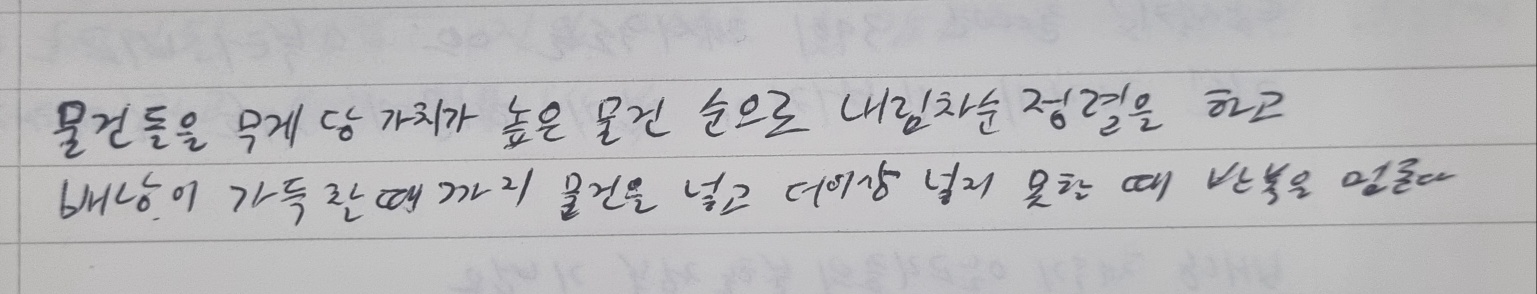 물건들을 무게 당 가치가 높은 물건 순으로 내림차순 정렬을 하고
배낭이 가득 찰 때 까지 물건을 넣고 더이상 넣지 못할 때 반복을 멈춘다